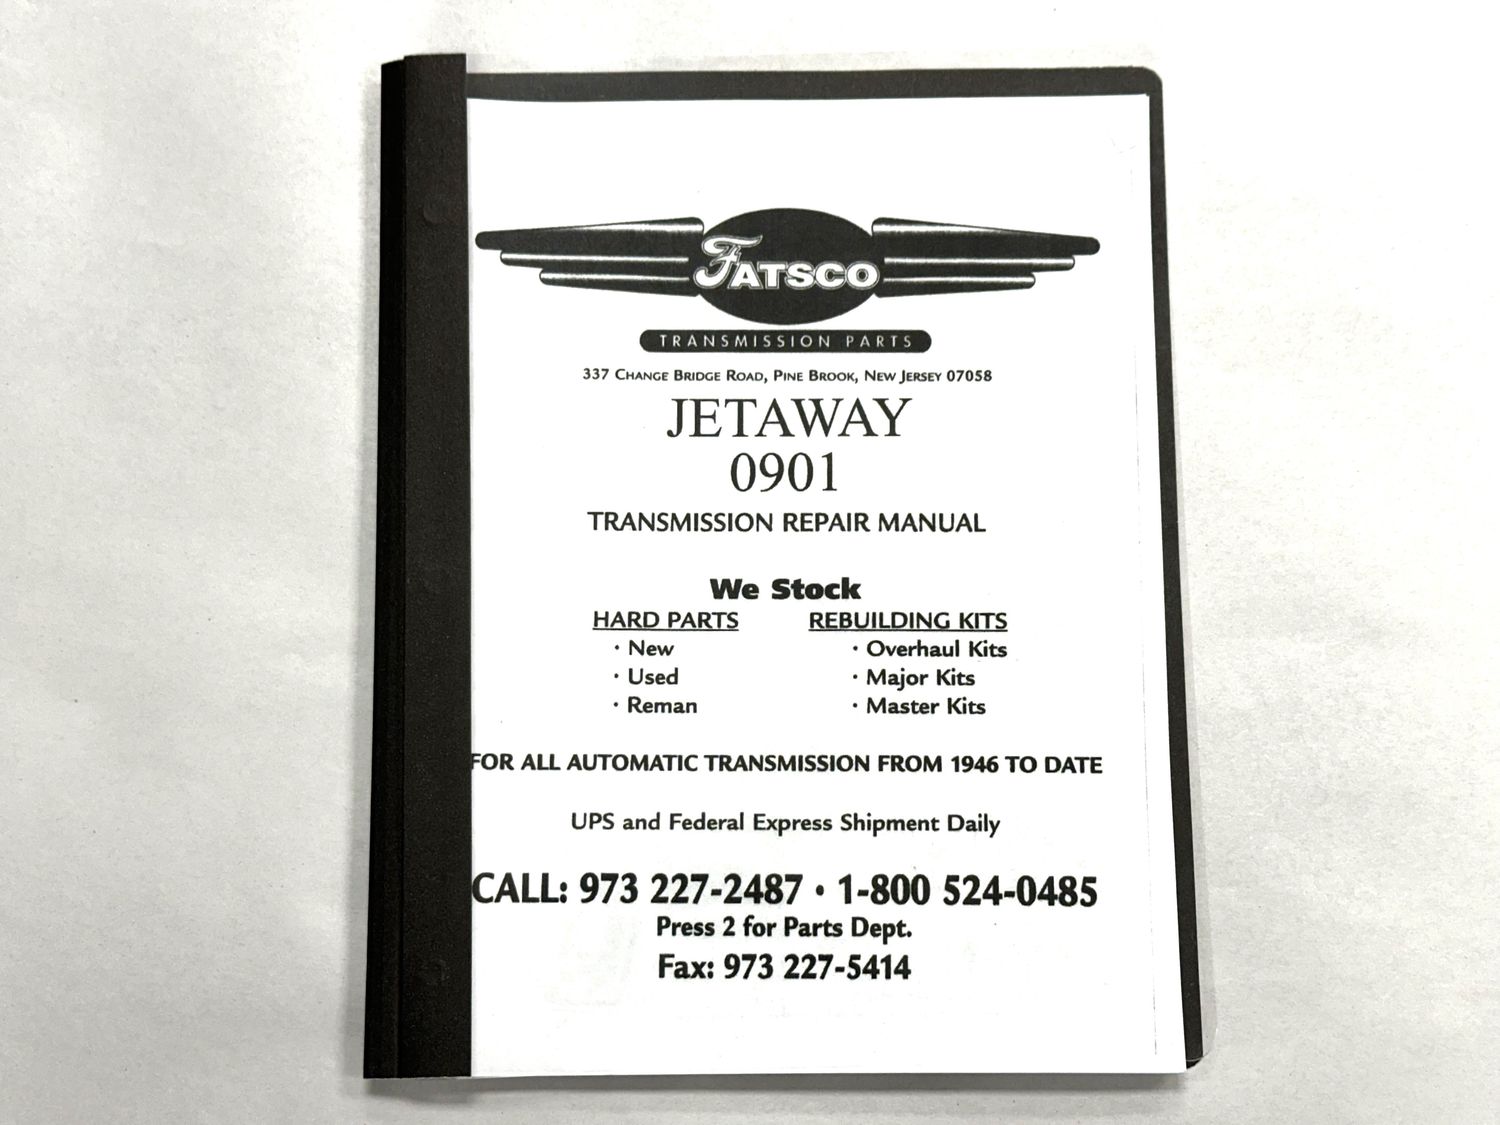 FATSCO
TRANSMISSION PARTS
337 CHANGE BRIDGE ROAD, PINE BROOK, NEW JERSEY 07058
JETAWAY
0901
TRANSMISSION REPAIR MANUAL
We Stock
HARD PARTS REBUILDING KITS
· New · Overhaul Kits
· Used · Major Kits
· Reman · Master Kits
FOR ALL AUTOMATIC TRANSMISSION FROM 1946 TO DATE
UPS and Federal Express Shipment Daily
CALL: 973 227-2487 · 1-800 524-0485
Press 2 for Parts Dept.
Fax: 973 227-5414